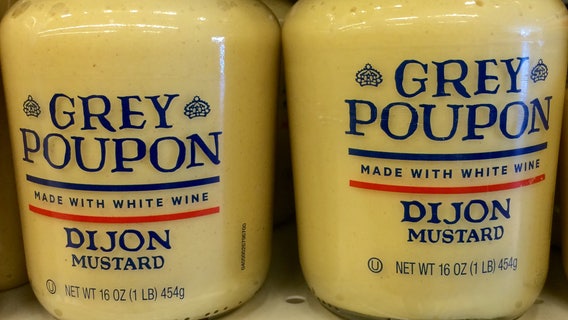 GREY
POUPON
MADE WITH WHITE WINE
DIJON
MUSTARD
U NET WT 16 OZ (1 LB) 454g
GREY
POUPON
MADE WITH WHITE WINE
DIJON
MUSTARD
U NET WT 16 OZ (1 LB) 454g